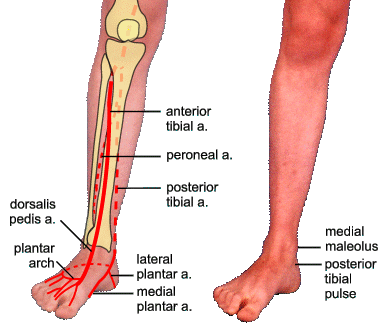 anterior
tibial a.
peroneal a.
posterior
tibial a.
dorsalis
pedis a.
plantar
arch
lateral
plantar a.
medial
plantar a.
medial
maleolus
posterior
tibial
pulse